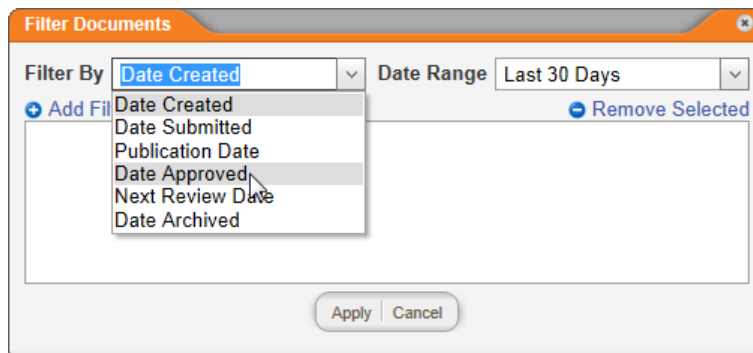 Filter Documents
Filter By Date Created Date Range Last 30 Days
Add Fil Remove Selected
Date Created
Date Submitted
Publication Date
Date Approved
Next Review Date
Date Archived
Apply Cancel